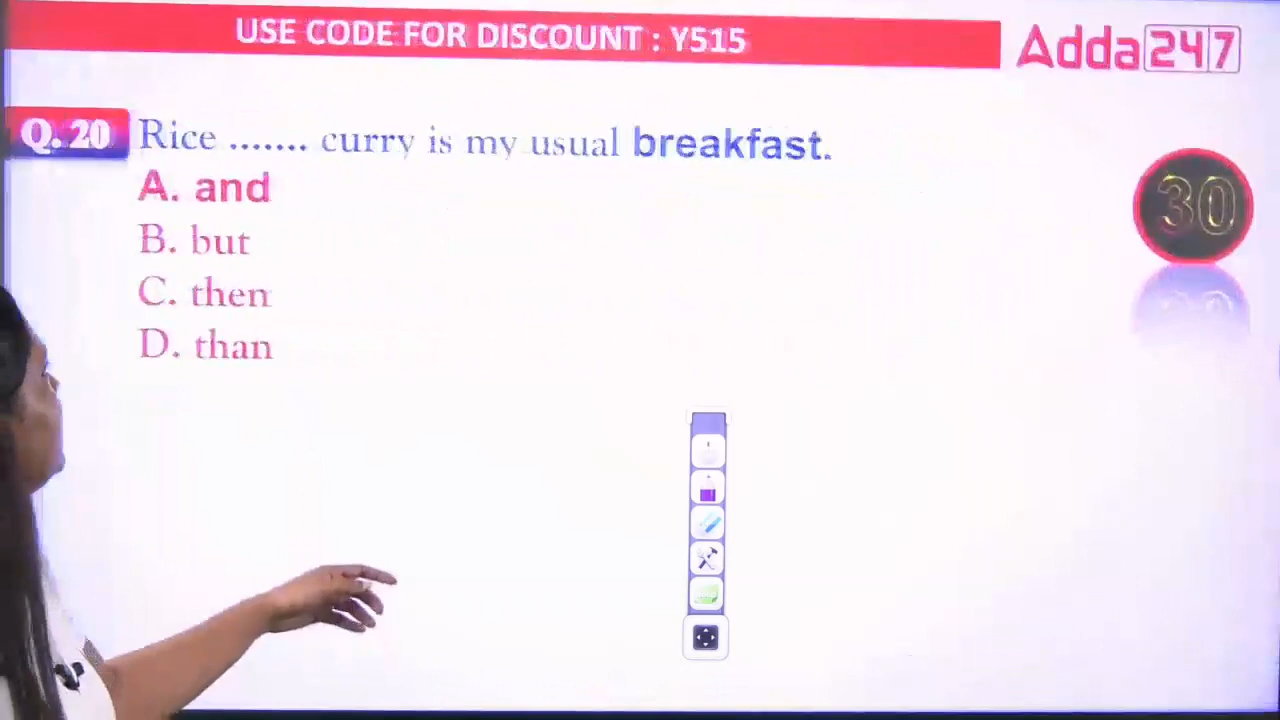 USE CODE FOR DISCOUNT : Y515
Adda247
Q. 20 Rice ....... curry is my usual breakfast.
A. and
B. but
C. then
D. than
30